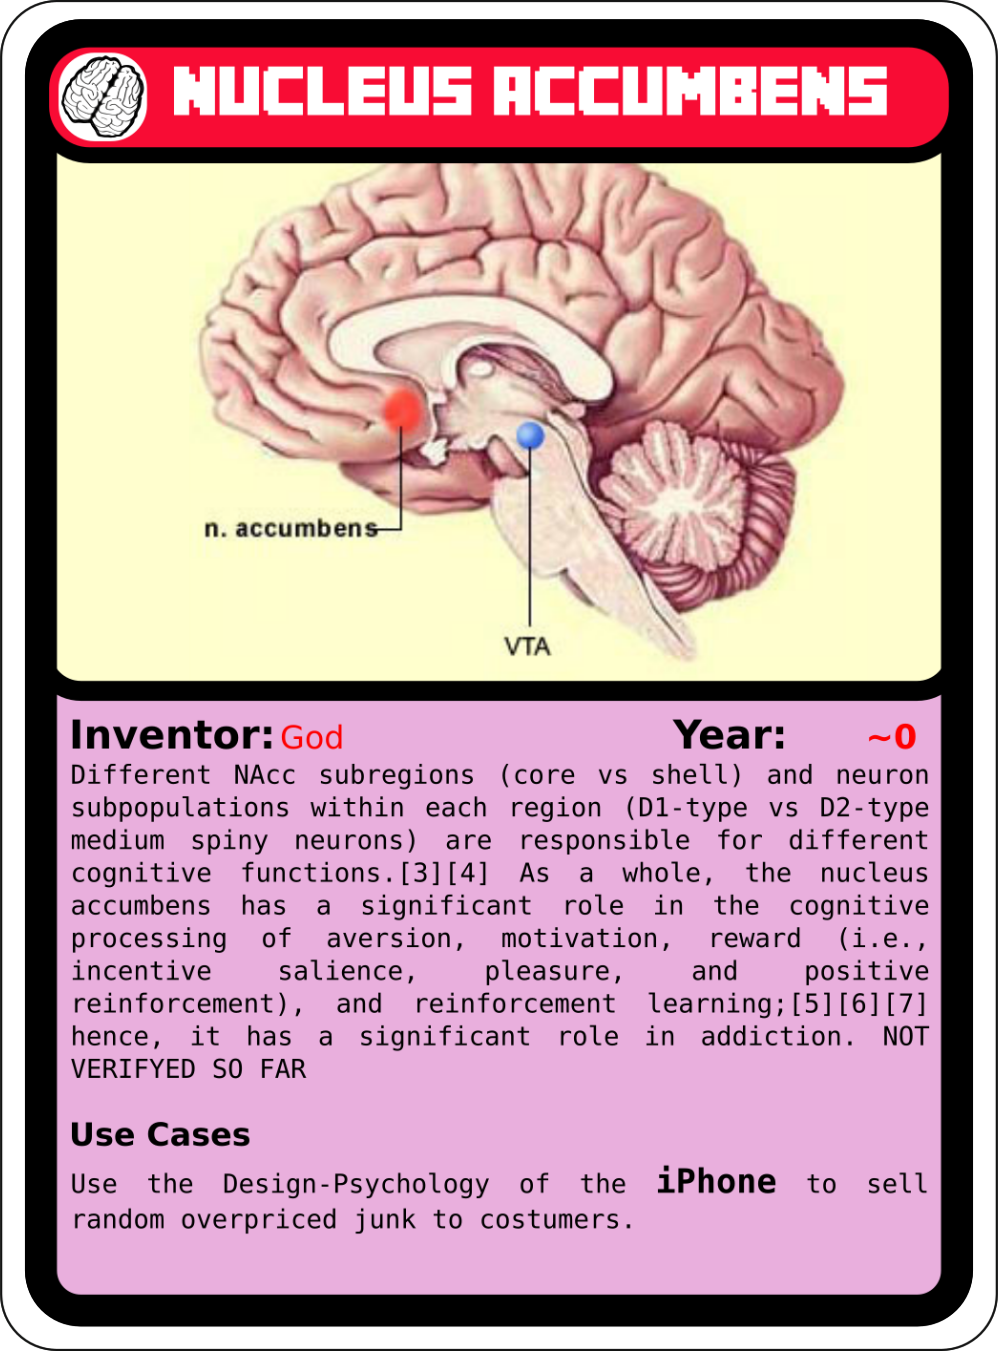 NUCLEUS ACCUMBENS
n. accumbens
VTA
Inventor: God Year: ~0
Different NAcc subregions (core vs shell) and neuron
subpopulations within each region (D1-type vs D2-type
medium spiny neurons) are responsible for different
cognitive functions.[3][4] As a whole, the nucleus
accumbens has a significant role in the cognitive
processing of aversion, motivation, reward (i.e.,
incentive salience, pleasure, and positive
reinforcement), and reinforcement learning;[5][6][7]
hence, it has a significant role in addiction. NOT
VERIFYED SO FAR
Use Cases
Use the Design-Psychology of the iPhone to sell
random overpriced junk to costumers.